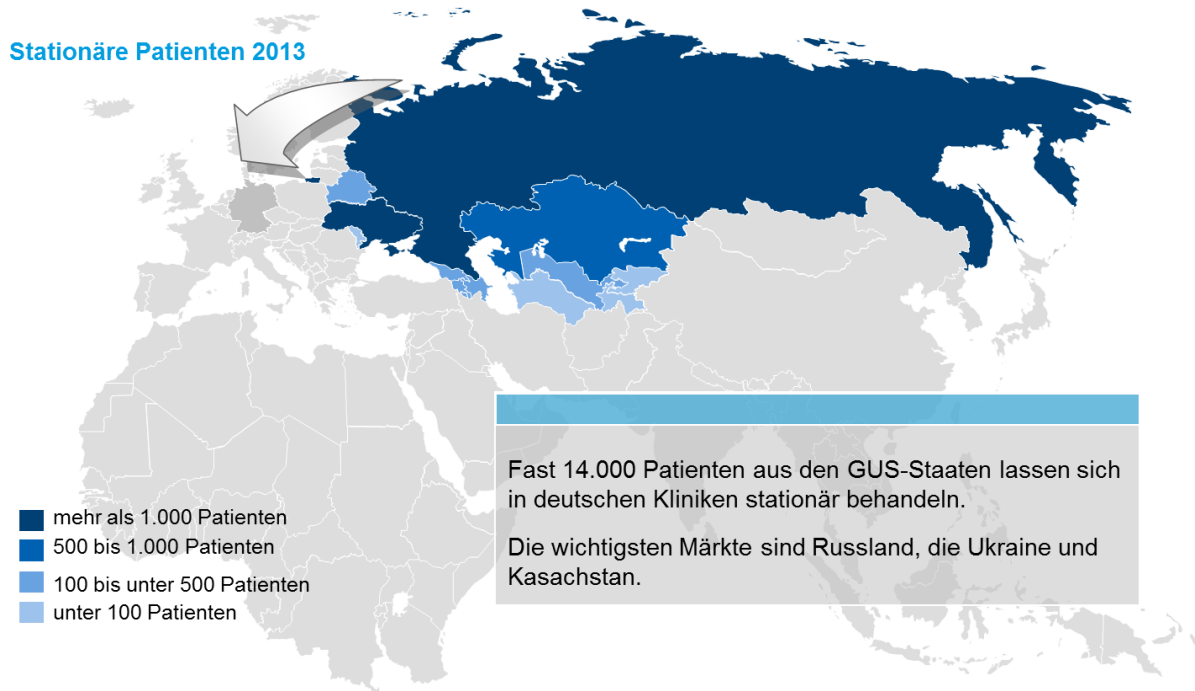 Stationäre Patienten 2013
Fast 14.000 Patienten aus den GUS-Staaten lassen sich
in deutschen Kliniken stationär behandeln.
Die wichtigsten Märkte sind Russland, die Ukraine und
Kasachstan.
mehr als 1.000 Patienten
500 bis 1.000 Patienten
100 bis unter 500 Patienten
unter 100 Patienten